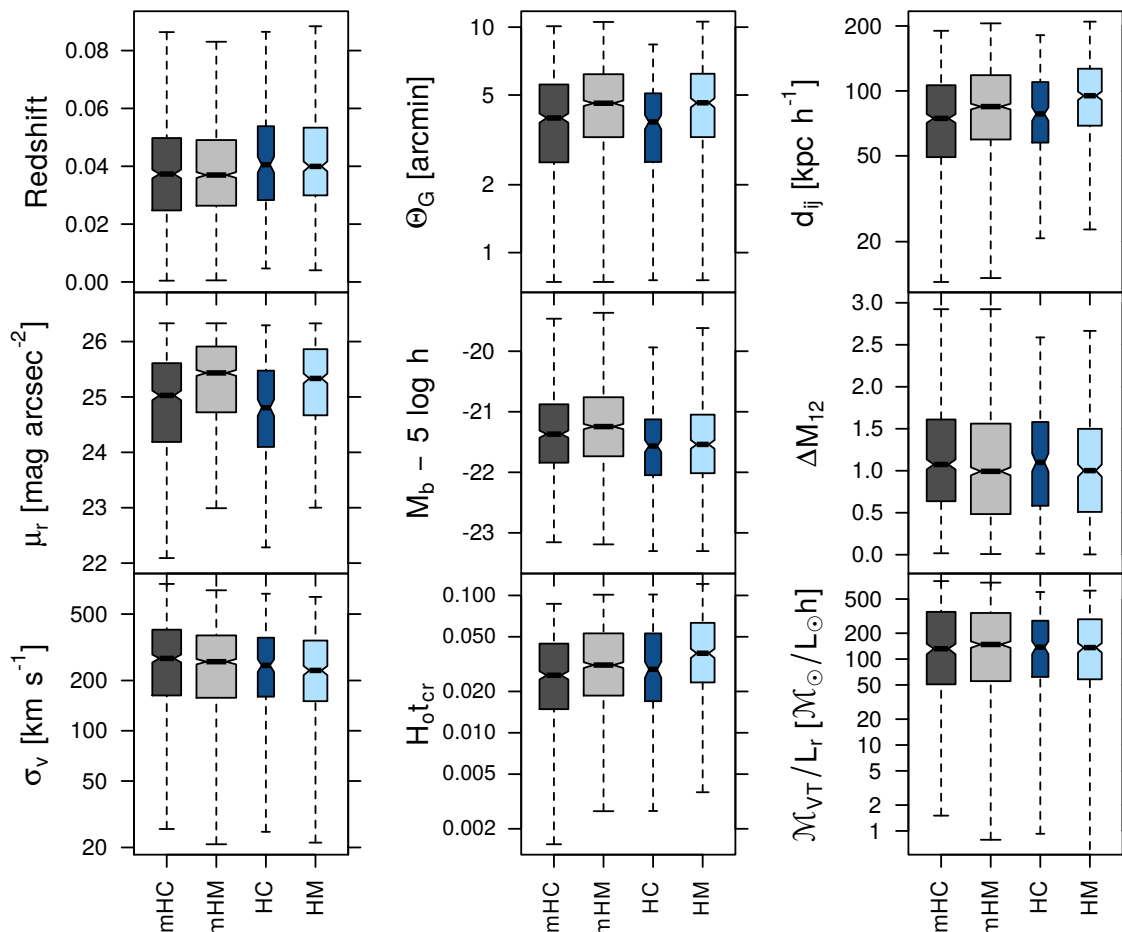 Redshift
0.08
0.06
0.04
0.02
0.00
Θ_G [arcmin]
10
5
2
1
d_ij [kpc h⁻¹]
200
100
50
20
μ_r [mag arcsec⁻²]
26
25
24
23
22
M_b − 5 log h
-20
-21
-22
-23
ΔM₁₂
3.0
2.5
2.0
1.5
1.0
0.5
0.0
σ_v [km s⁻¹]
500
200
100
50
20
H₀t_cr
0.100
0.050
0.020
0.010
0.005
0.002
ℳ_VT/L_r [ℳ_⊙/L_⊙h]
500
200
100
50
20
10
5
2
1
mHC
mHM
HC
HM
mHC
mHM
HC
HM
mHC
mHM
HC
HM